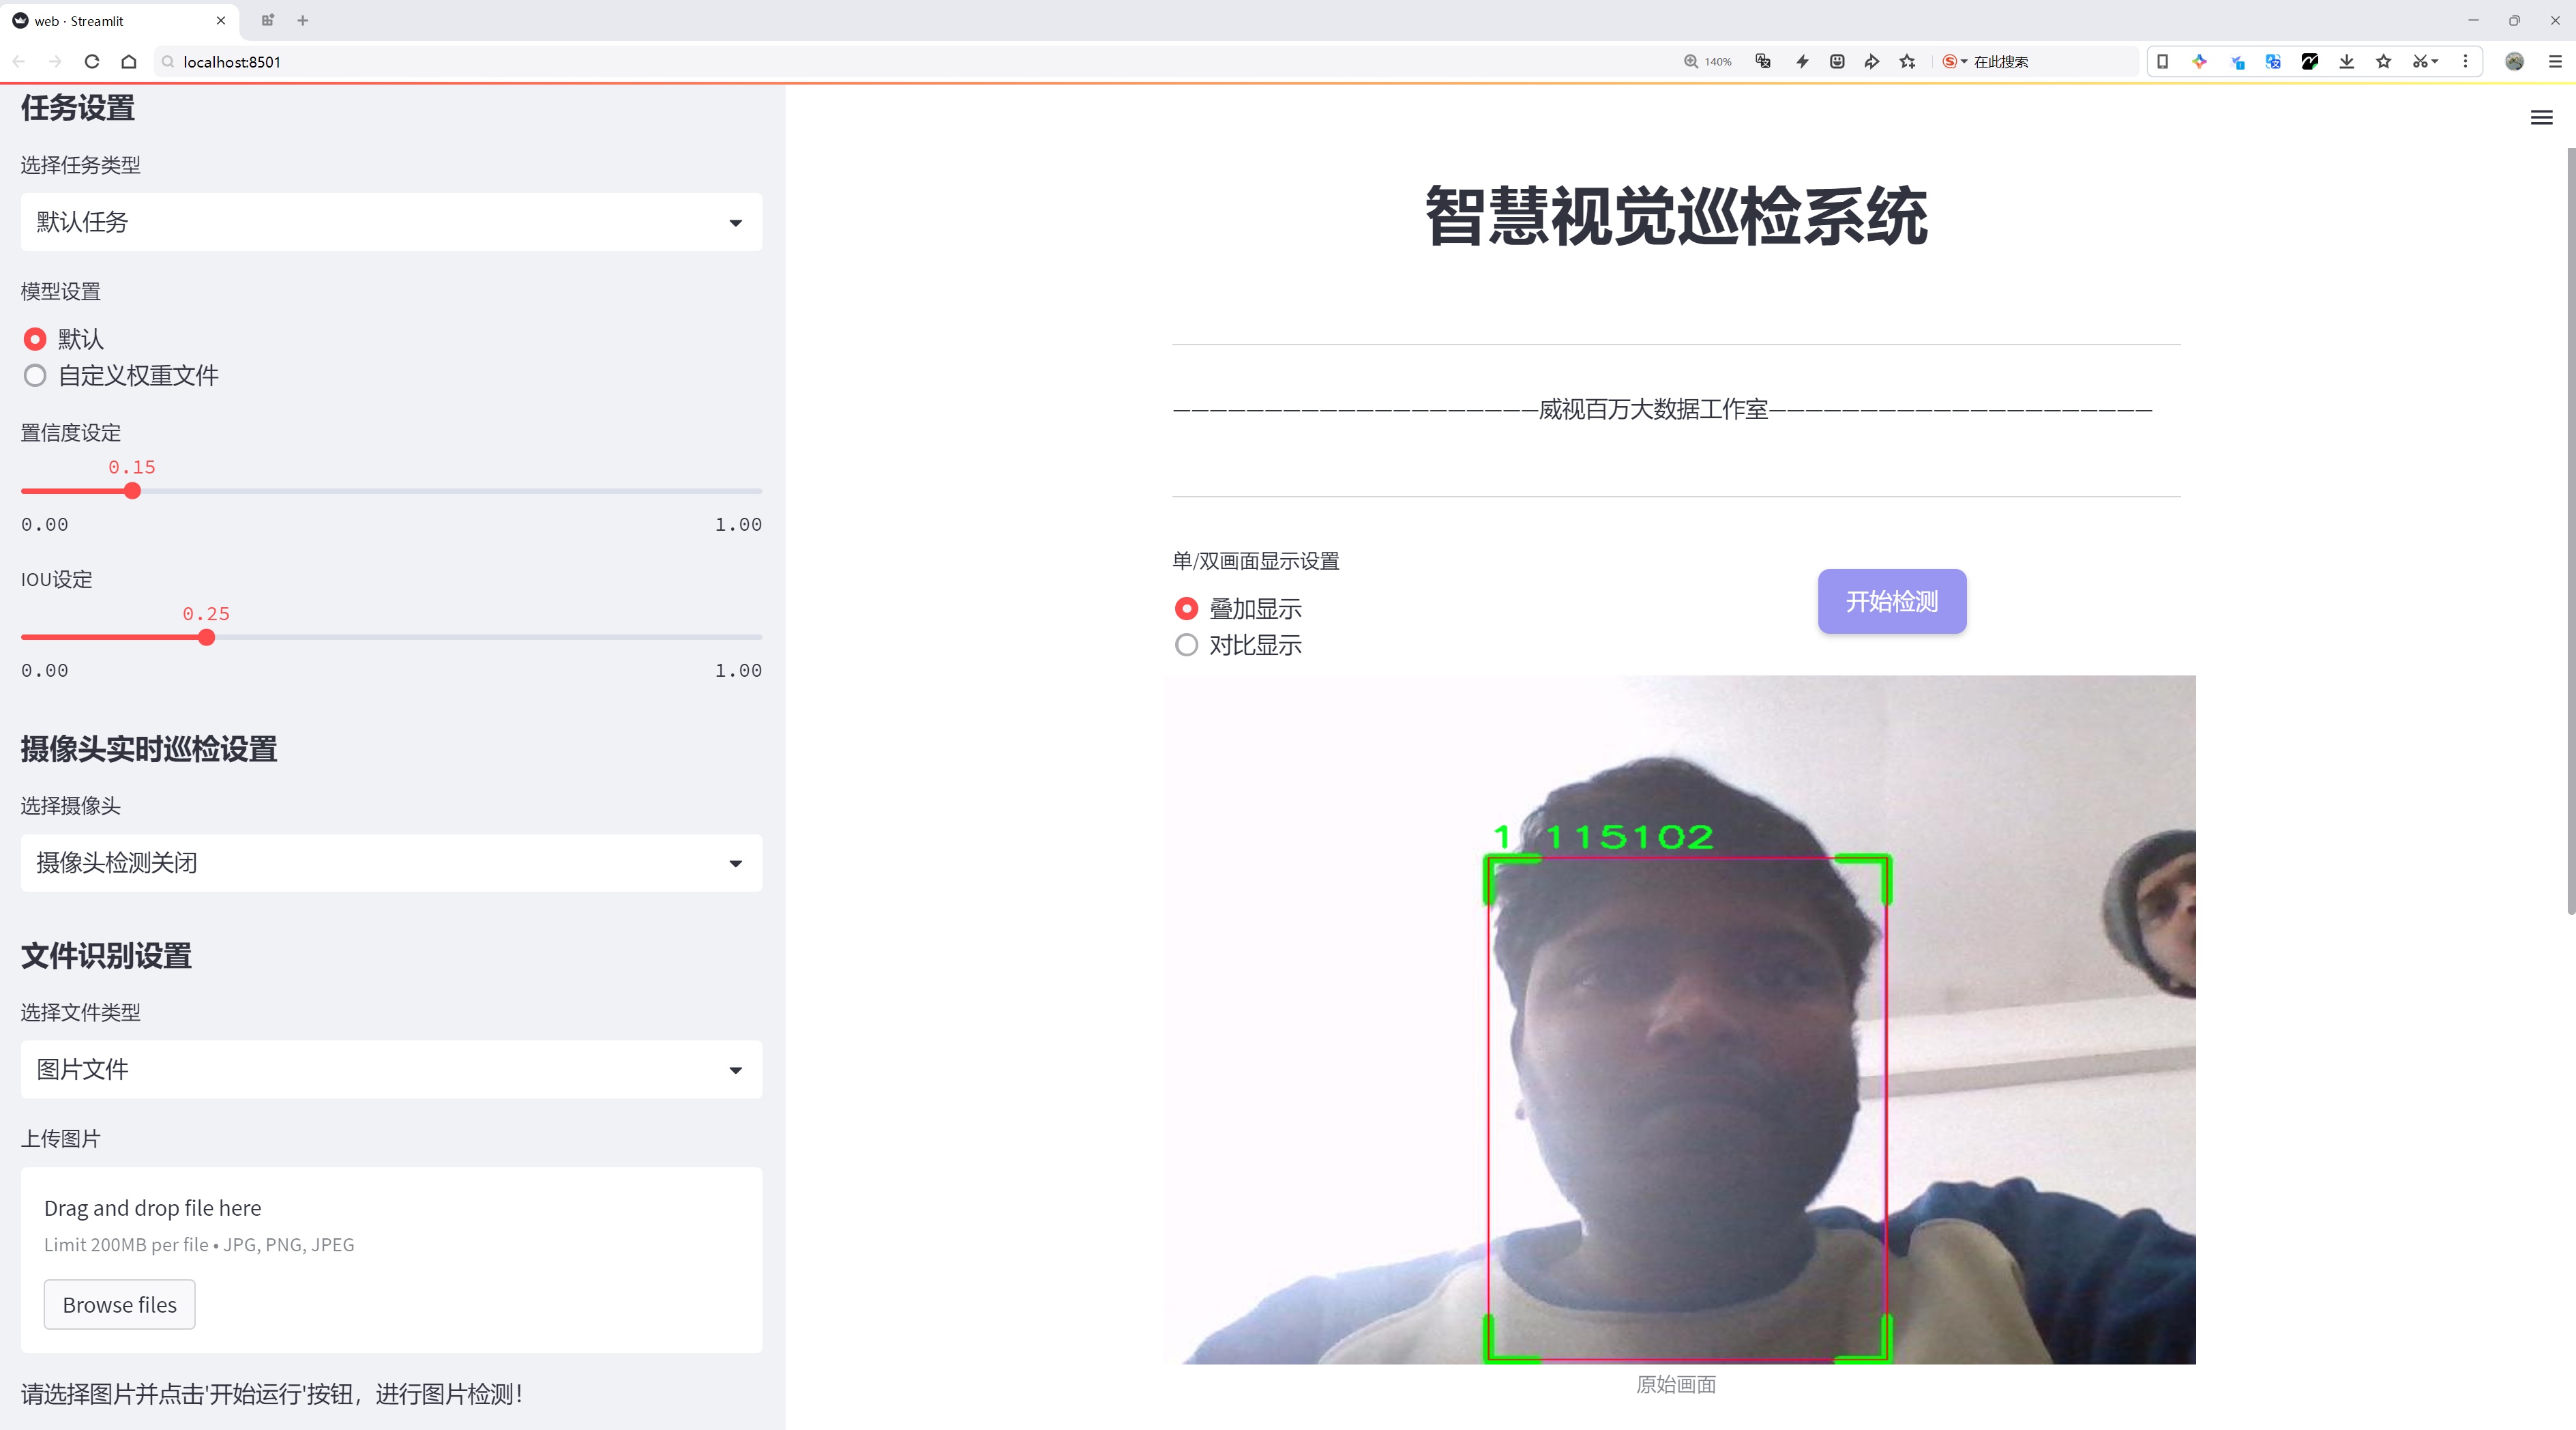 web · Streamlit
localhost:8501
140%
在此搜索
任务设置
选择任务类型
默认任务
模型设置
默认
自定义权重文件
置信度设定
0.15
0.00
1.00
IOU设定
0.25
0.00
1.00
摄像头实时巡检设置
选择摄像头
摄像头检测关闭
文件识别设置
选择文件类型
图片文件
上传图片
Drag and drop file here
Limit 200MB per file • JPG, PNG, JPEG
Browse files
请选择图片并点击'开始运行'按钮，进行图片检测！
智慧视觉巡检系统
————————————————————威视百万大数据工作室—————————————————————
单/双画面显示设置
叠加显示
对比显示
开始检测
1 115102
原始画面